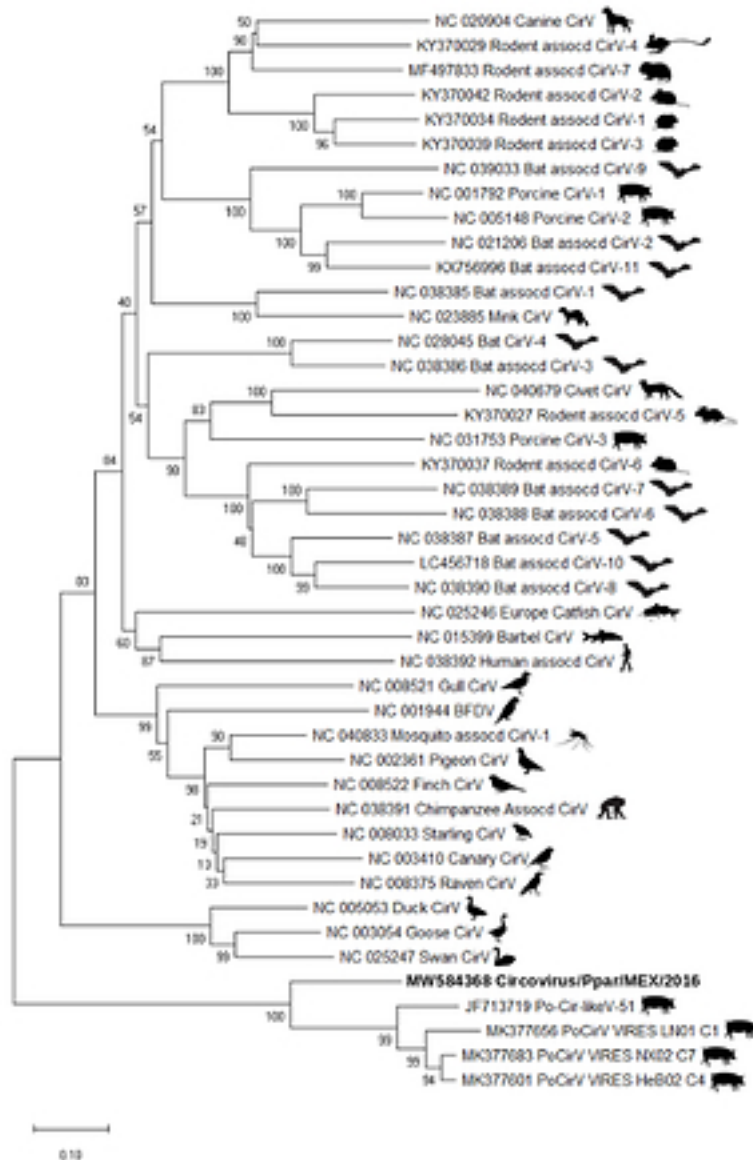 50
NC 020904 Canine CirV
90
KY370029 Rodent assocd CirV-4
100
MF497833 Rodent assocd CirV-7
KY370042 Rodent assocd CirV-2
100
KY370034 Rodent assocd CirV-1
96
KY370039 Rodent assocd CirV-3
54
NC 039033 Bat assocd CirV-9
100
100
NC 001792 Porcine CirV-1
NC 005148 Porcine CirV-2
100
NC 021206 Bat assocd CirV-2
99
KX756996 Bat assocd CirV-11
57
NC 038385 Bat assocd CirV-1
100
NC 023885 Mink CirV
40
100
NC 028045 Bat CirV-4
NC 038386 Bat assocd CirV-3
54
100
NC 040679 Civet CirV
83
KY370027 Rodent assocd CirV-5
NC 031753 Porcine CirV-3
90
KY370037 Rodent assocd CirV-6
100
100
NC 038389 Bat assocd CirV-7
NC 038388 Bat assocd CirV-6
40
NC 038387 Bat assocd CirV-5
100
LC456718 Bat assocd CirV-10
99
NC 038390 Bat assocd CirV-8
NC 025246 Europe Catfish CirV
60
NC 015399 Barbel CirV
87
NC 038392 Human assocd CirV
NC 008521 Gull CirV
99
NC 001944 BFDV
55
90
NC 040833 Mosquito assocd CirV-1
NC 002361 Pigeon CirV
98
NC 008522 Finch CirV
21
NC 038391 Chimpanzee Assocd CirV
19
NC 008033 Starling CirV
13
NC 003410 Canary CirV
33
NC 008375 Raven CirV
NC 005053 Duck CirV
100
NC 003054 Goose CirV
99
NC 025247 Swan CirV
MW584368 Circovirus/Ppar/MEX/2016
100
JF713719 Po-Cir-likeV-51
99
MK377656 PoCirV VIRES LN01 C1
99
MK377683 PoCirV VIRES NX02 C7
94
MK377601 PoCirV VIRES HeB02 C4
0.10